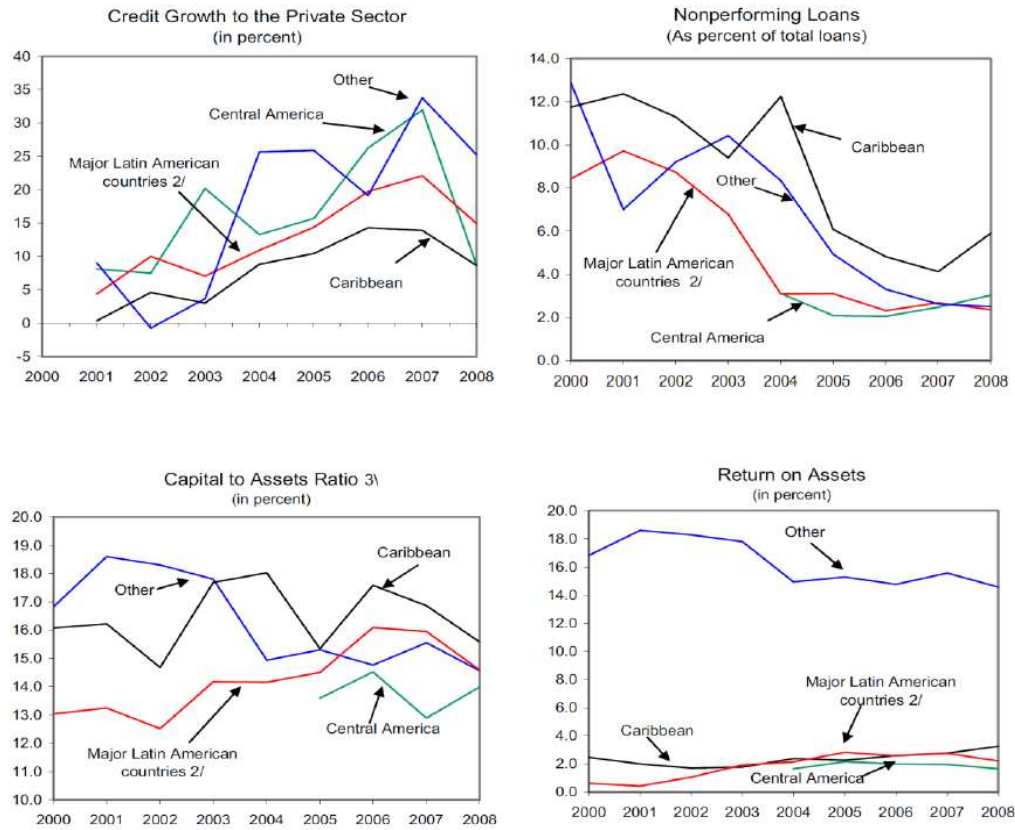 Credit Growth to the Private Sector
(in percent)
40
35
30
25
20
15
10
5
0
-5
2000 2001 2002 2003 2004 2005 2006 2007 2008
Other
Central America
Major Latin American
countries 2/
Caribbean
Nonperforming Loans
(As percent of total loans)
14.0
12.0
10.0
8.0
6.0
4.0
2.0
0.0
2000 2001 2002 2003 2004 2005 2006 2007 2008
Caribbean
Other
Major Latin American
countries 2/
Central America
Capital to Assets Ratio 3\
(in percent)
20.0
19.0
18.0
17.0
16.0
15.0
14.0
13.0
12.0
11.0
10.0
2000 2001 2002 2003 2004 2005 2006 2007 2008
Caribbean
Other
Central America
Major Latin American
countries 2/
Return on Assets
(in percent)
20.0
18.0
16.0
14.0
12.0
10.0
8.0
6.0
4.0
2.0
0.0
2000 2001 2002 2003 2004 2005 2006 2007 2008
Other
Major Latin American
countries 2/
Caribbean
Central America